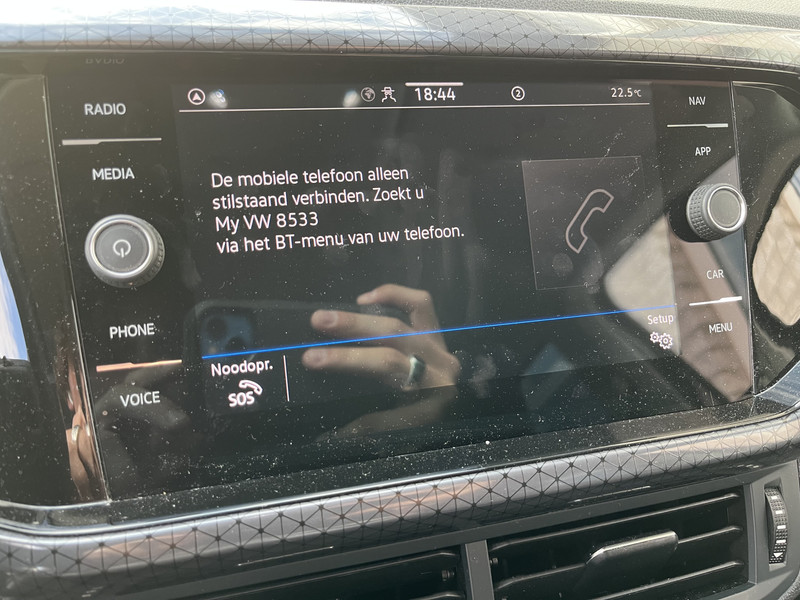 RADIO
MEDIA
PHONE
VOICE
18:44
2
22.5°C
De mobiele telefoon alleen
stilstaand verbinden. Zoekt u
My VW 8533
via het BT-menu van uw telefoon.
Noodopr.
SOS
Setup
NAV
APP
CAR
MENU